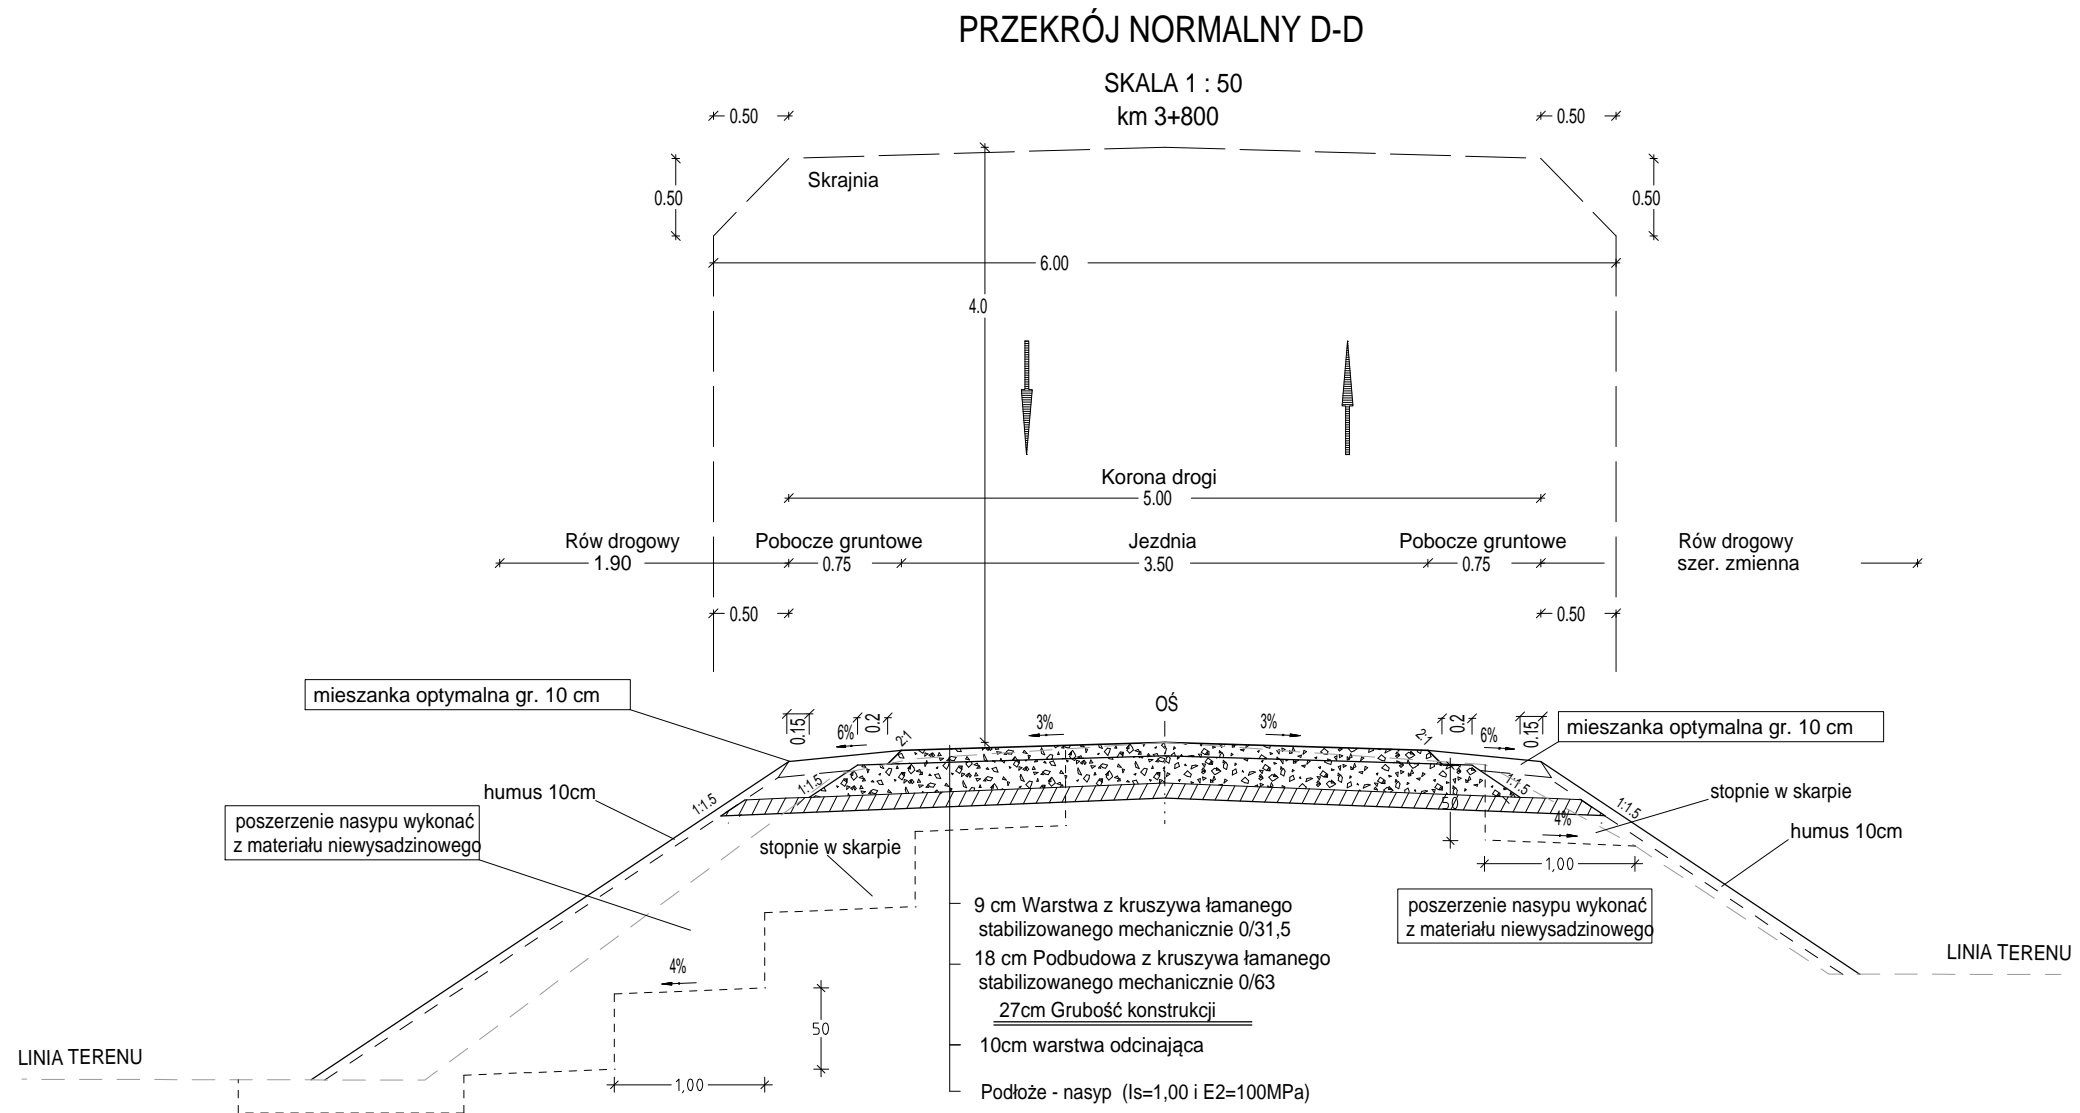 PRZEKRÓJ NORMALNY D-D
SKALA 1 : 50
km 3+800
0.50
0.50
Skrajnia
0.50
0.50
6.00
4.0
Korona drogi
5.00
Rów drogowy
1.90
Pobocze gruntowe
0.75
Jezdnia
3.50
Pobocze gruntowe
0.75
Rów drogowy
szer. zmienna
0.50
0.50
mieszanka optymalna gr. 10 cm
OŚ
0.15
6%
0.2
2:1
3%
3%
2:1
0.2
6%
0.15
mieszanka optymalna gr. 10 cm
humus 10cm
1:1.5
1:1.5
50
1:1.5
1:1.5
stopnie w skarpie
4%
humus 10cm
poszerzenie nasypu wykonać
z materiału niewysadzinowego
stopnie w skarpie
1,00
9 cm Warstwa z kruszywa łamanego
stabilizowanego mechanicznie 0/31,5
18 cm Podbudowa z kruszywa łamanego
stabilizowanego mechanicznie 0/63
27cm Grubość konstrukcji
10cm warstwa odcinająca
Podłoże - nasyp (Is=1,00 i E2=100MPa)
poszerzenie nasypu wykonać
z materiału niewysadzinowego
LINIA TERENU
4%
50
1,00
LINIA TERENU